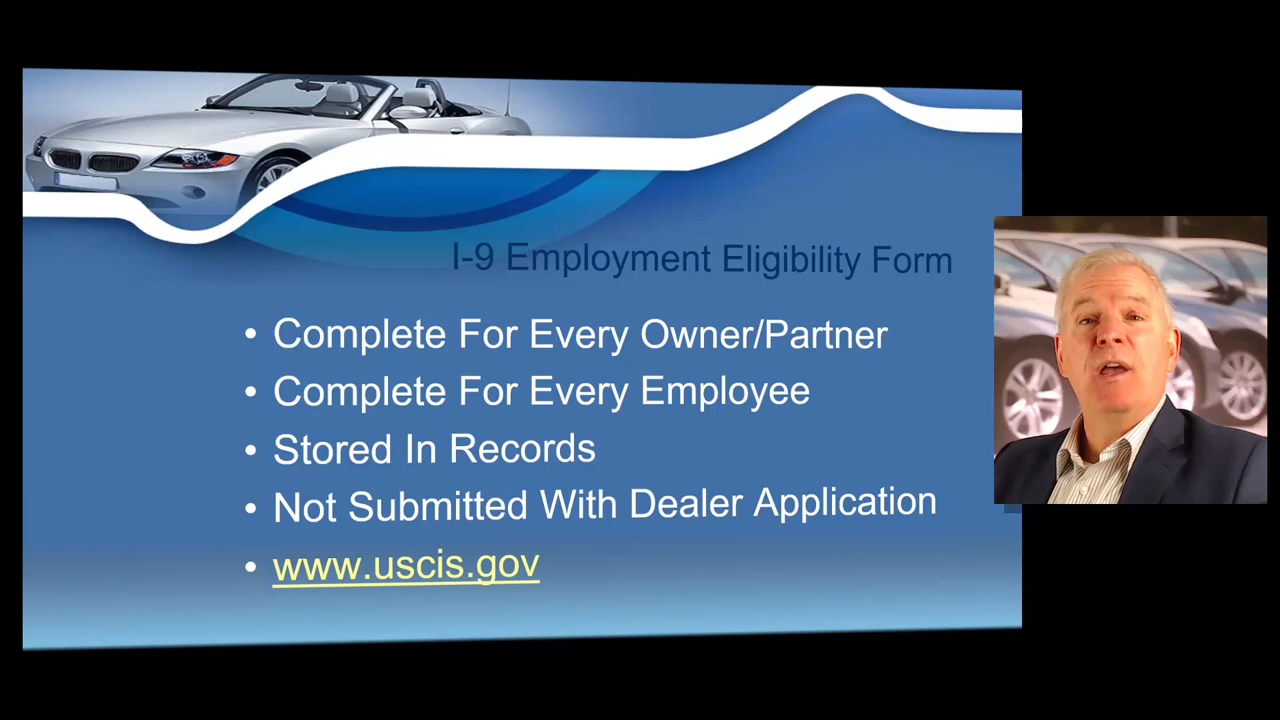 I-9 Employment Eligibility Form
• Complete For Every Owner/Partner
• Complete For Every Employee
• Stored In Records
• Not Submitted With Dealer Application
• www.uscis.gov